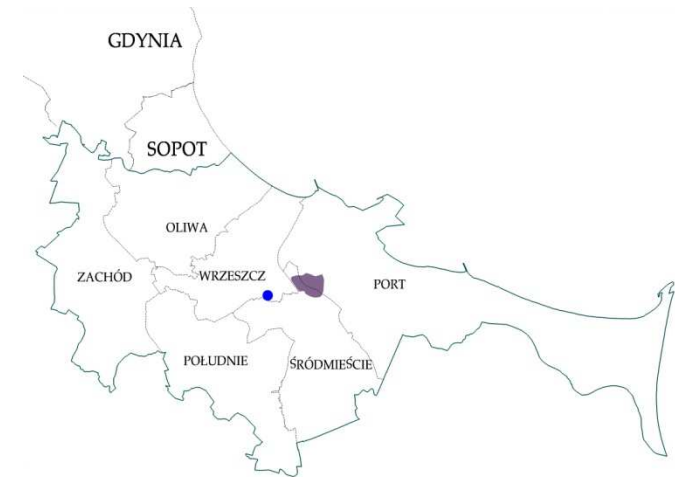 GDYNIA
SOPOT
OLIWA
ZACHÓD
WRZESZCZ
PORT
POŁUDNIE
ŚRÓDMIEŚCIE